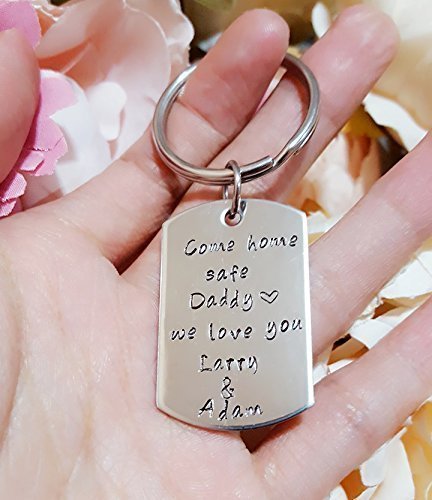 Come home
safe
Daddy ♡
we love you
Larry
&
Adam